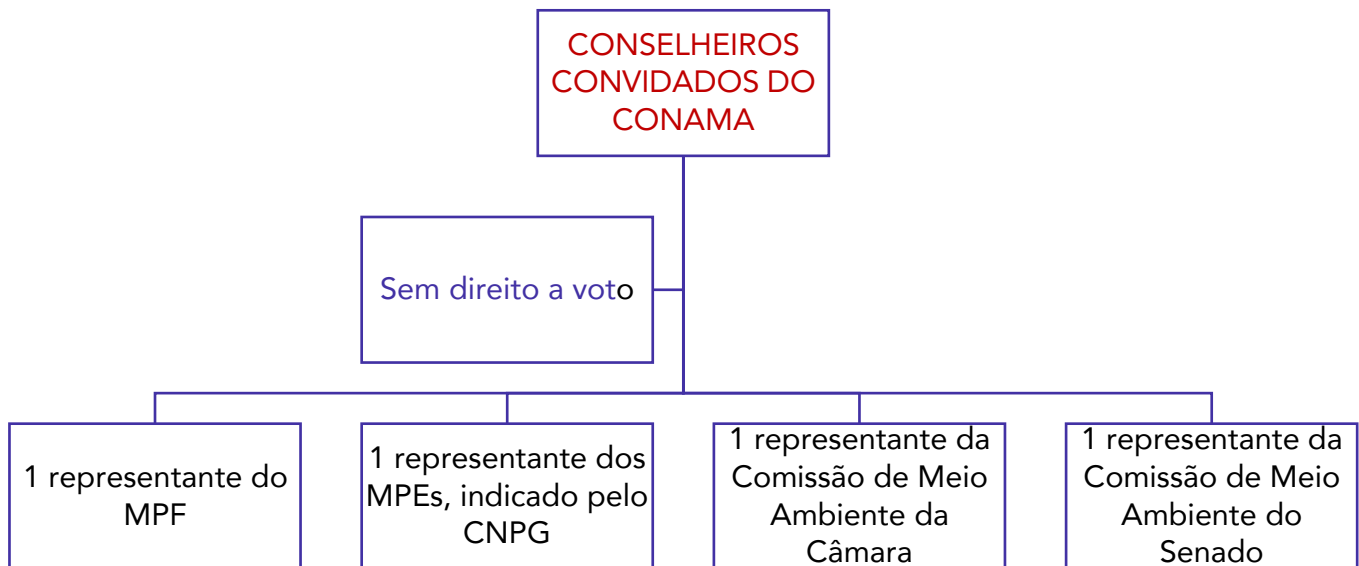 CONSELHEIROS
CONVIDADOS DO
CONAMA
Sem direito a voto
1 representante do
MPF
1 representante dos
MPEs, indicado pelo
CNPG
1 representante da
Comissão de Meio
Ambiente da
Câmara
1 representante da
Comissão de Meio
Ambiente do
Senado